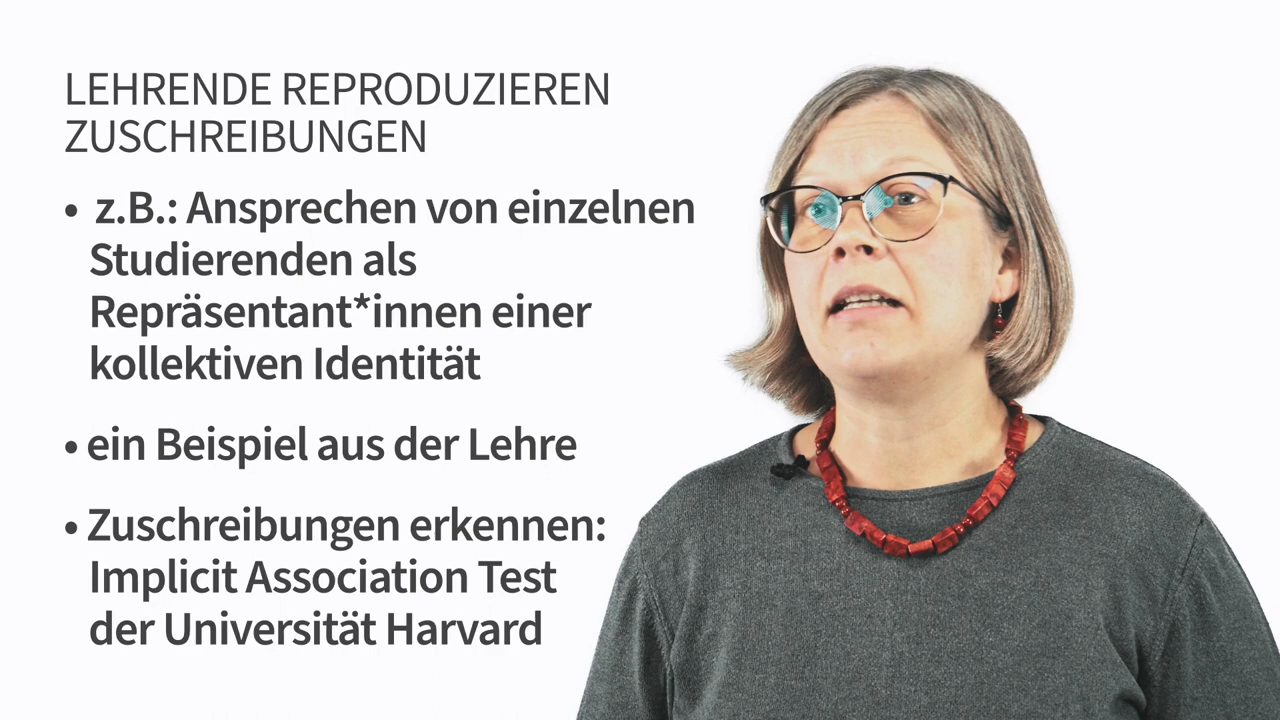 LEHRENDE REPRODUZIEREN
ZUSCHREIBUNGEN
• z.B.: Ansprechen von einzelnen
Studierenden als
Repräsentant*innen einer
kollektiven Identität
• ein Beispiel aus der Lehre
• Zuschreibungen erkennen:
Implicit Association Test
der Universität Harvard